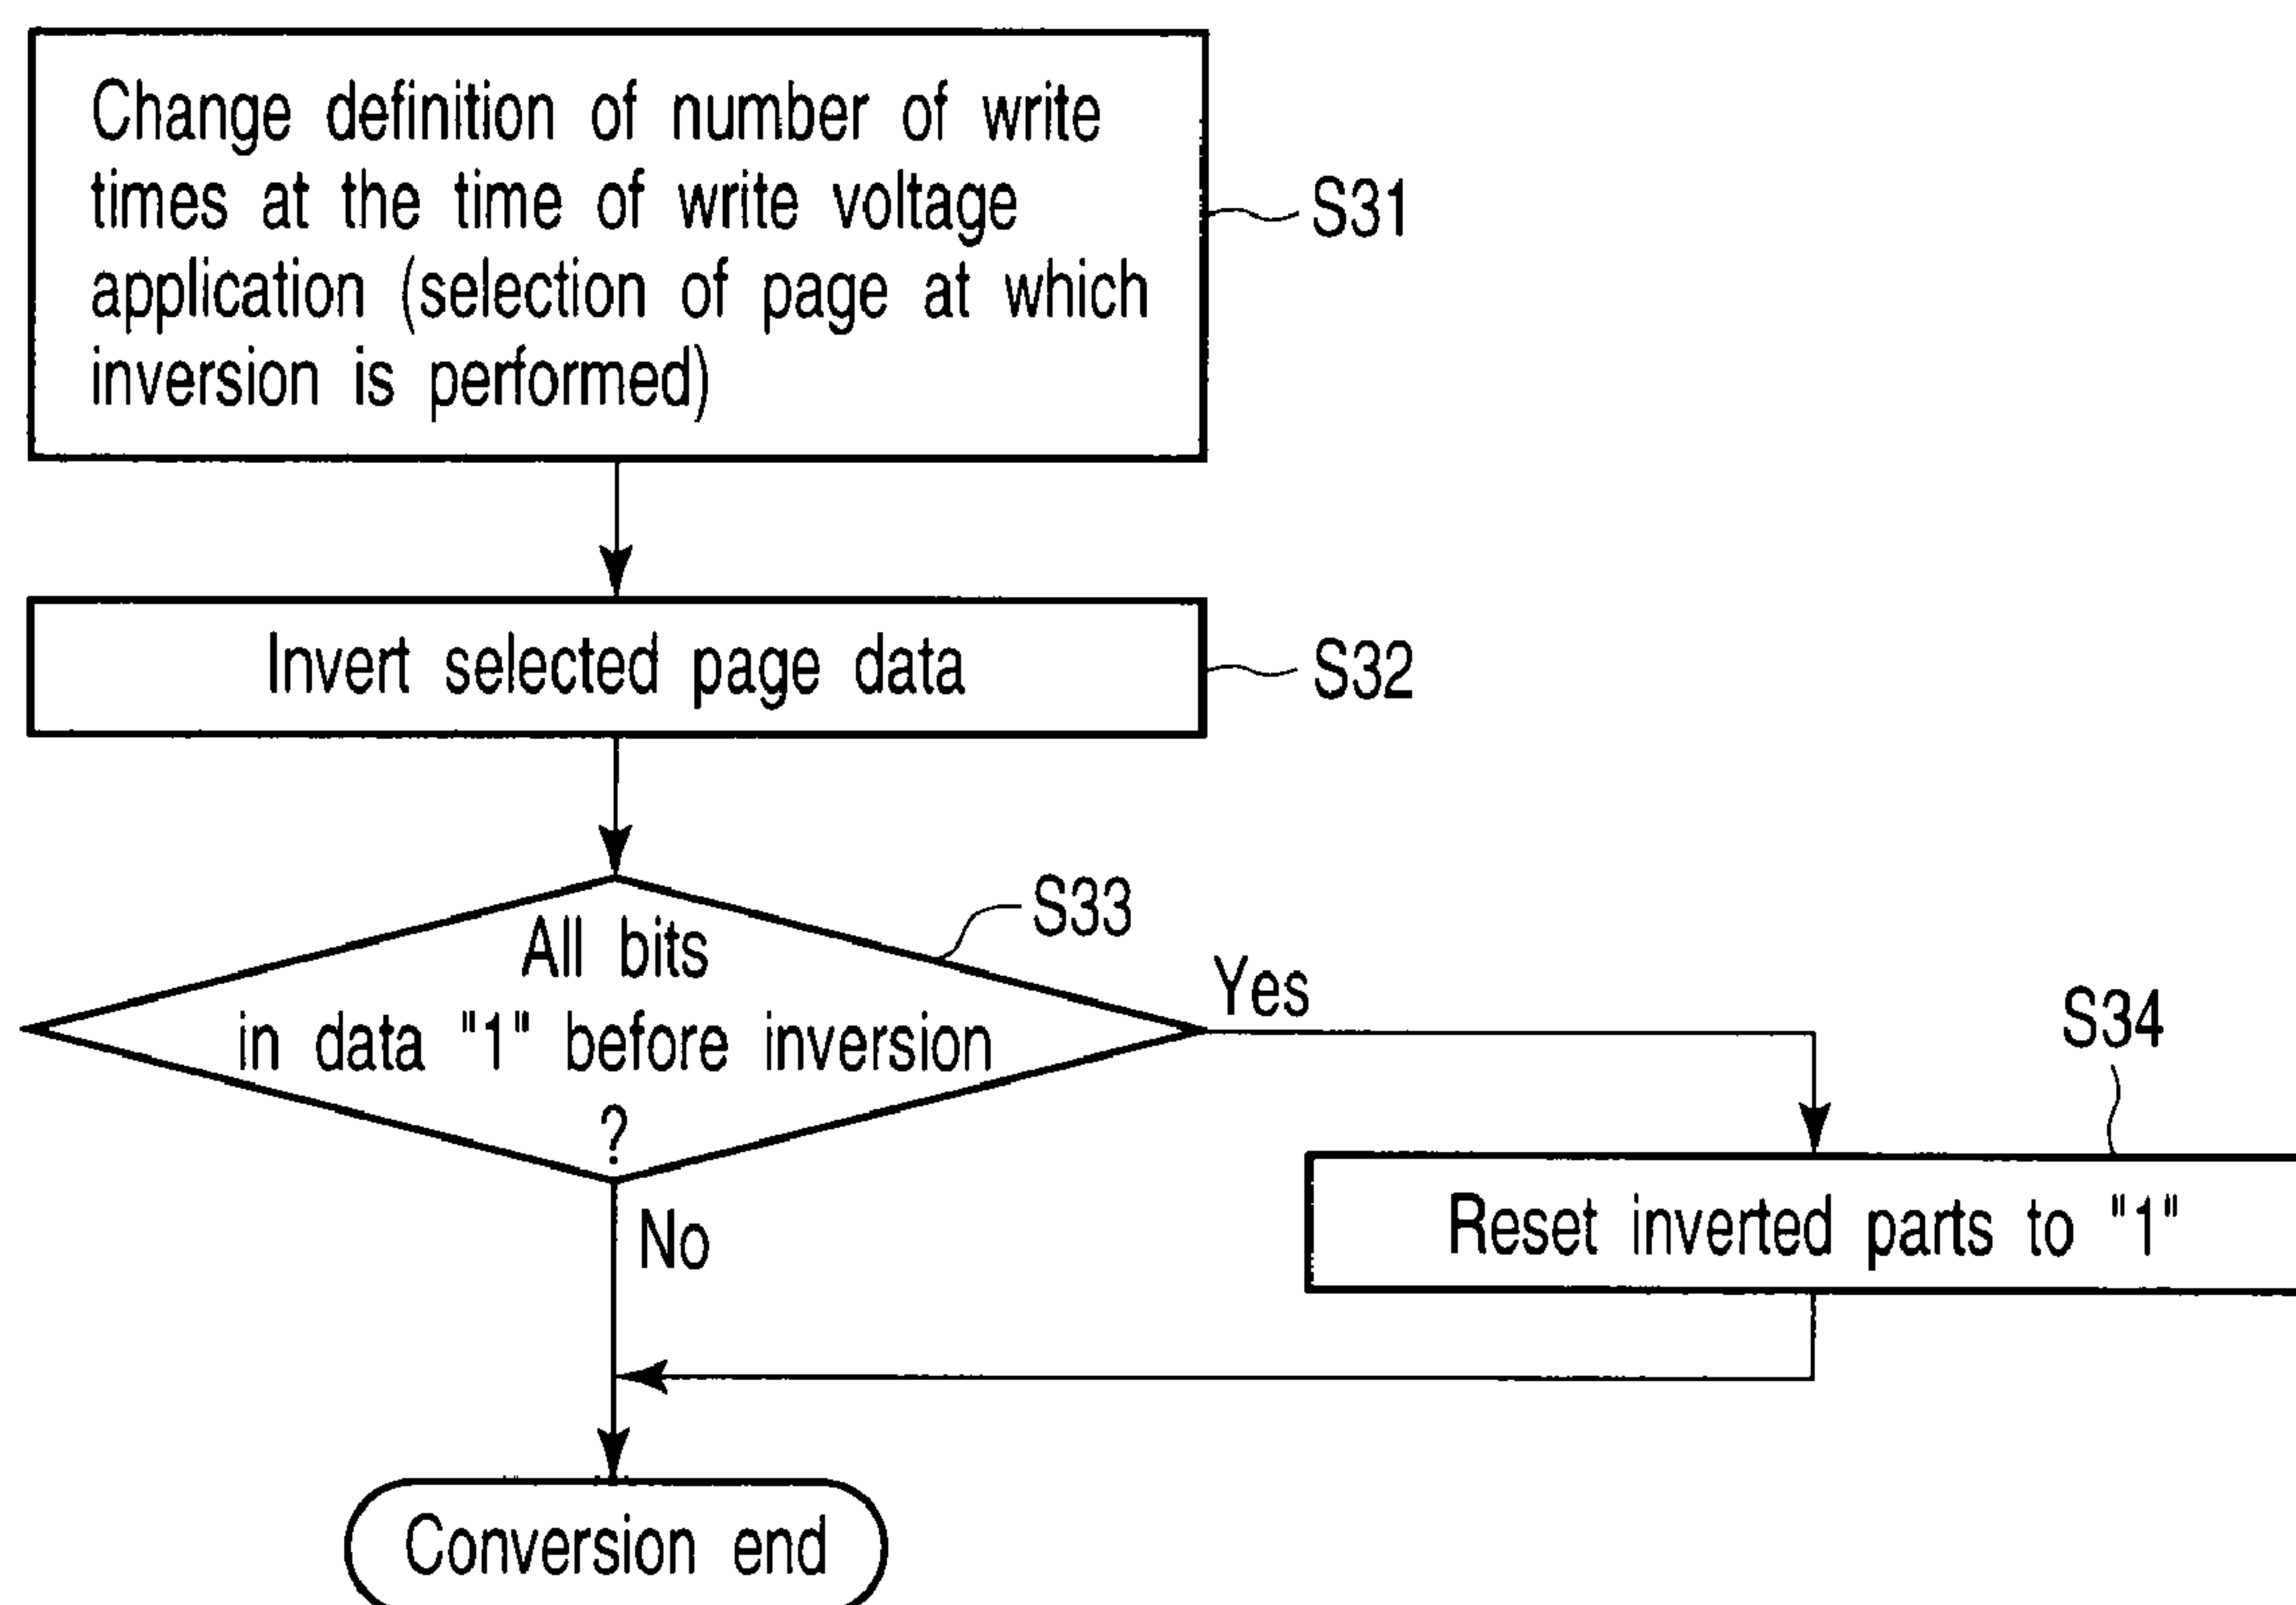 Change definition of number of write
times at the time of write voltage
application (selection of page at which
inversion is performed)
S31
Invert selected page data
S32
All bits
in data "1" before inversion
?
S33
Yes
No
S34
Reset inverted parts to "1"
Conversion end